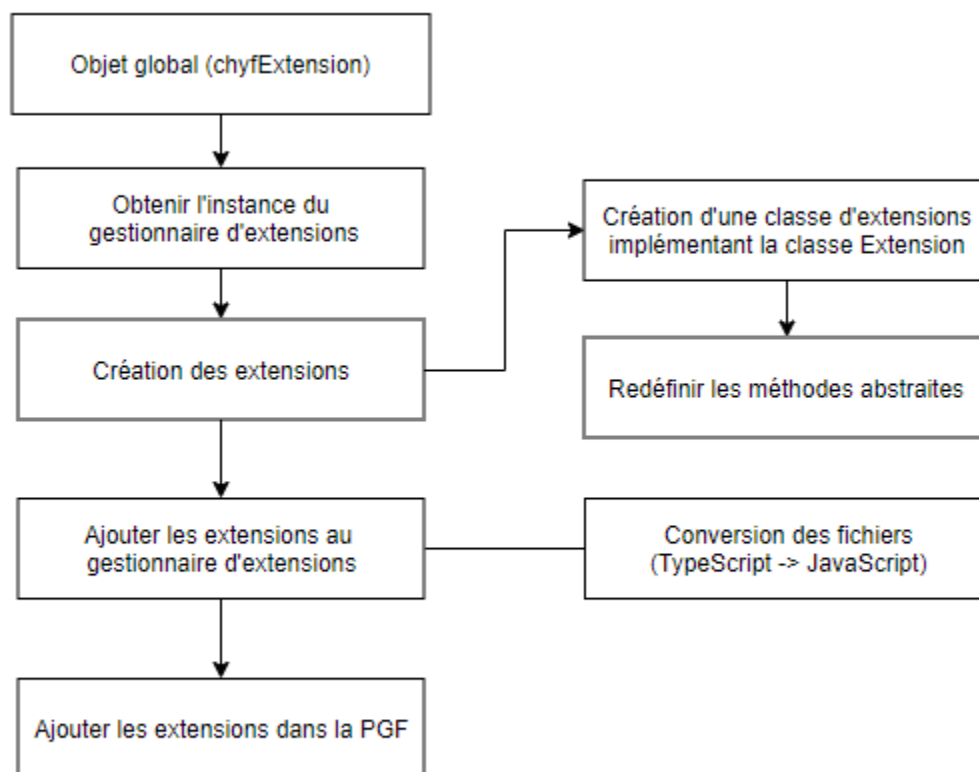 Objet global (chyfExtension)
Obtenir l'instance du
gestionnaire d'extensions
Création d'une classe d'extensions
implémentant la classe Extension
Création des extensions
Redéfinir les méthodes abstraites
Ajouter les extensions au
gestionnaire d'extensions
Conversion des fichiers
(TypeScript -> JavaScript)
Ajouter les extensions dans la PGF